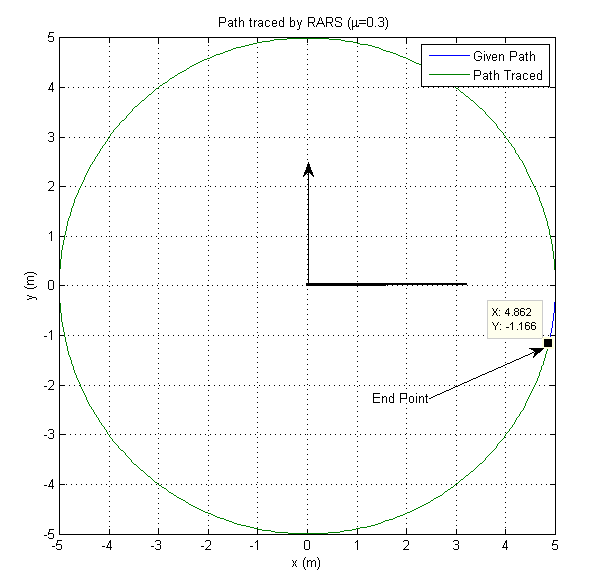 Path traced by RARS (μ=0.3)
Given Path
Path Traced
5
4
3
2
1
0
-1
-2
-3
-4
-5
y (m)
X: 4.862
Y: -1.166
End Point
-5 -4 -3 -2 -1 0 1 2 3 4 5
x (m)